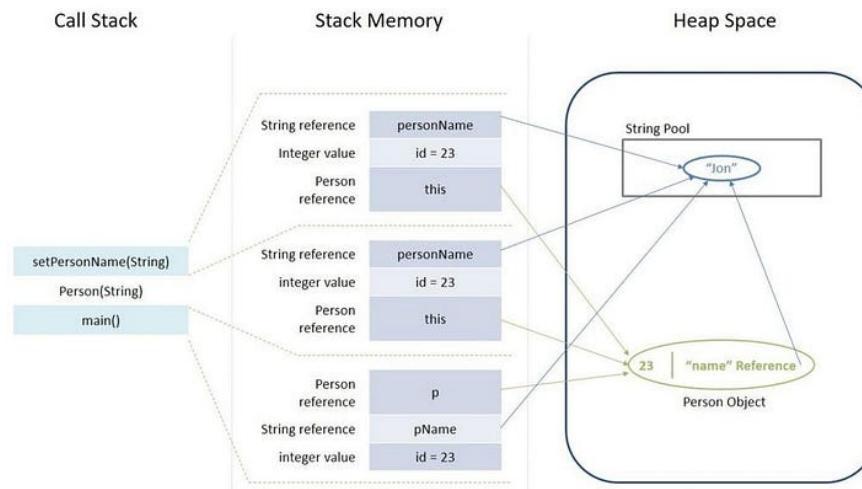 Call Stack
Stack Memory
Heap Space
String reference
personName
Integer value
id = 23
Person
reference
this
String Pool
"Jon"
setPersonName(String)
Person(String)
main()
String reference
personName
integer value
id = 23
Person
reference
this
23
"name" Reference
Person Object
Person
reference
p
String reference
pName
integer value
id = 23